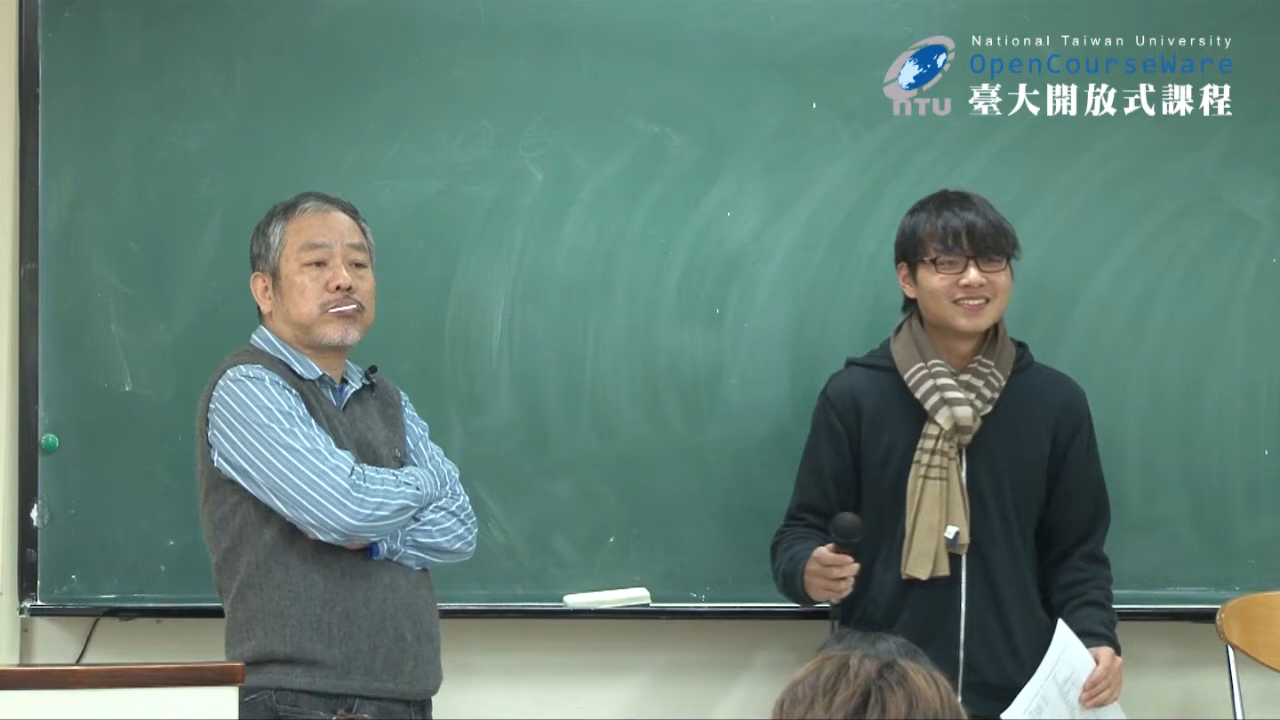 National Taiwan University
OpenCourseWare
臺大開放式課程
NTU